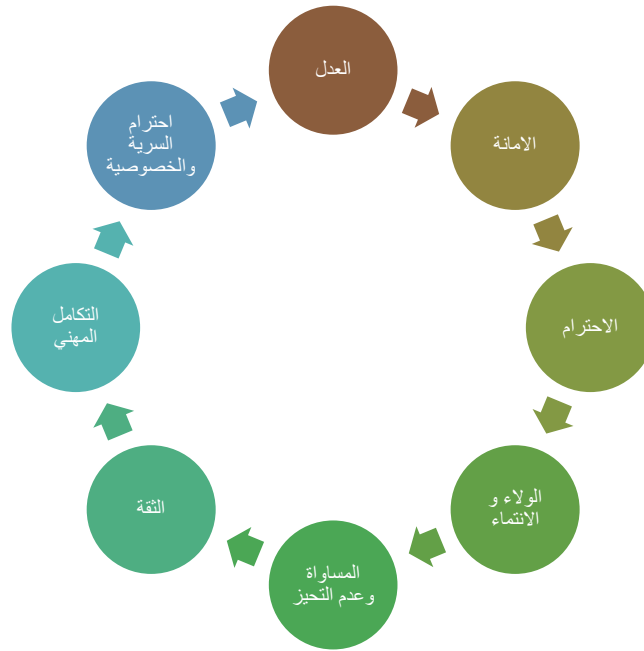 العدل
الامانة
الاحترام
الولاء و
الانتماء
المساواة
وعدم التحيز
الثقة
التكامل
المهني
احترام
السرية
والخصوصية